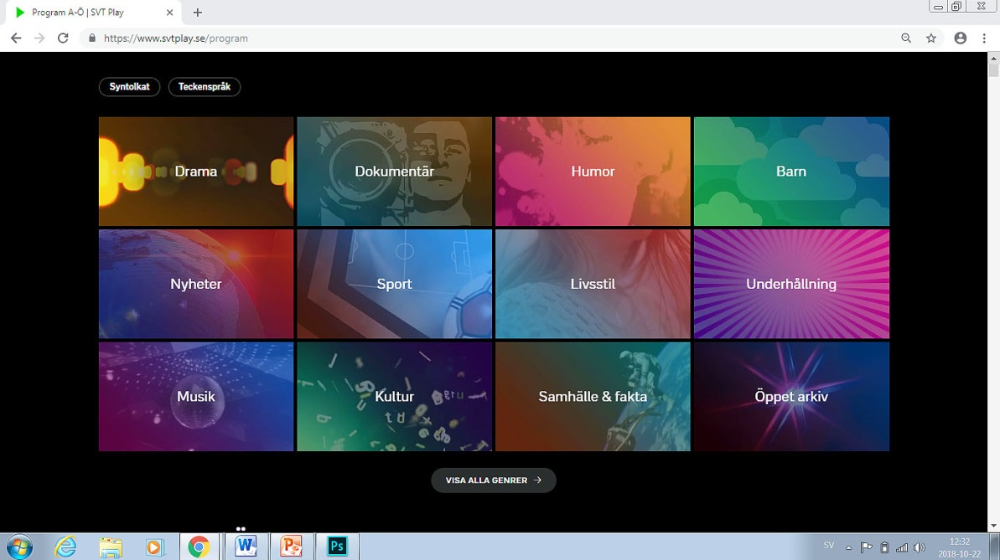 Program A-Ö | SVT Play
https://www.svtplay.se/program
Syntolkat Teckenspråk
Drama Dokumentär Humor Barn
Nyheter Sport Livsstil Underhållning
Musik Kultur Samhälle & fakta Öppet arkiv
VISA ALLA GENRER
SV 12:32
2018-10-22